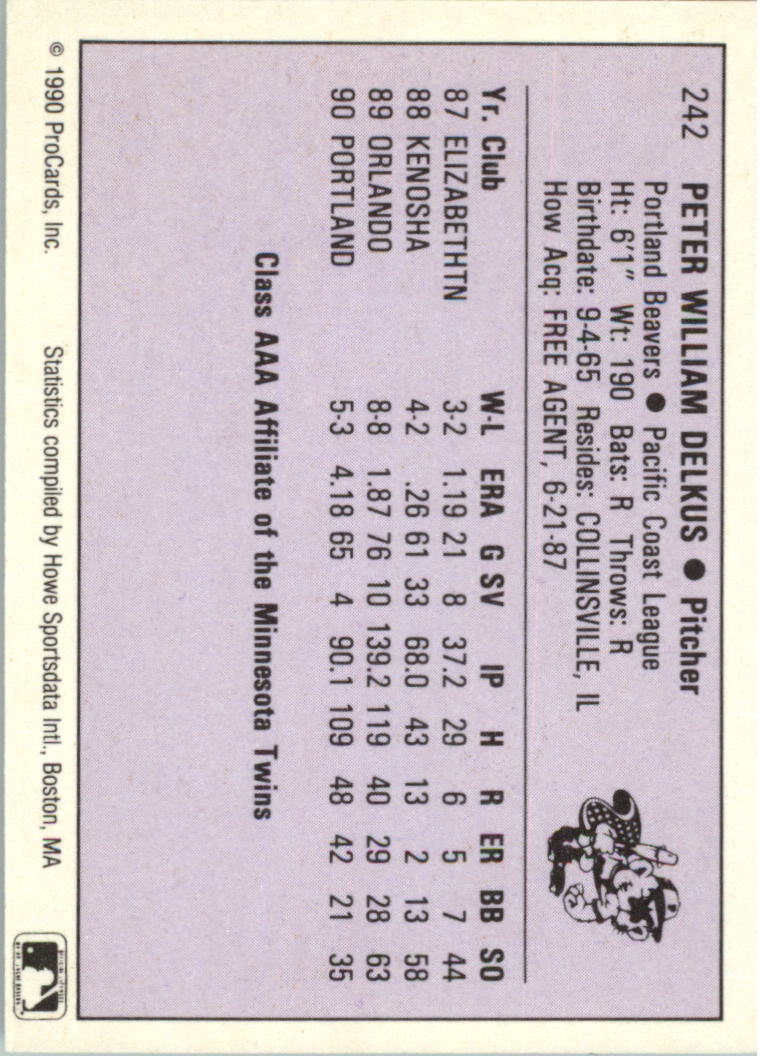 242 PETER WILLIAM DELKUS ● Pitcher
Portland Beavers ● Pacific Coast League
Ht: 6'1" Wt: 190 Bats: R Throws: R
Birthdate: 9-4-65 Resides: COLLINSVILLE, IL
How Acq: FREE AGENT, 6-21-87
Yr. Club W-L ERA G SV IP H R ER BB SO
87 ELIZABETHTN 3-2 1.19 21 8 37.2 29 6 5 7 44
88 KENOSHA 4-2 .26 61 33 68.0 43 13 2 13 58
89 ORLANDO 8-8 1.87 76 10 139.2 119 40 29 28 63
90 PORTLAND 5-3 4.18 65 4 90.1 109 48 42 21 35
Class AAA Affiliate of the Minnesota Twins
© 1990 ProCards, Inc. Statistics compiled by Howe Sportsdata Intl., Boston, MA